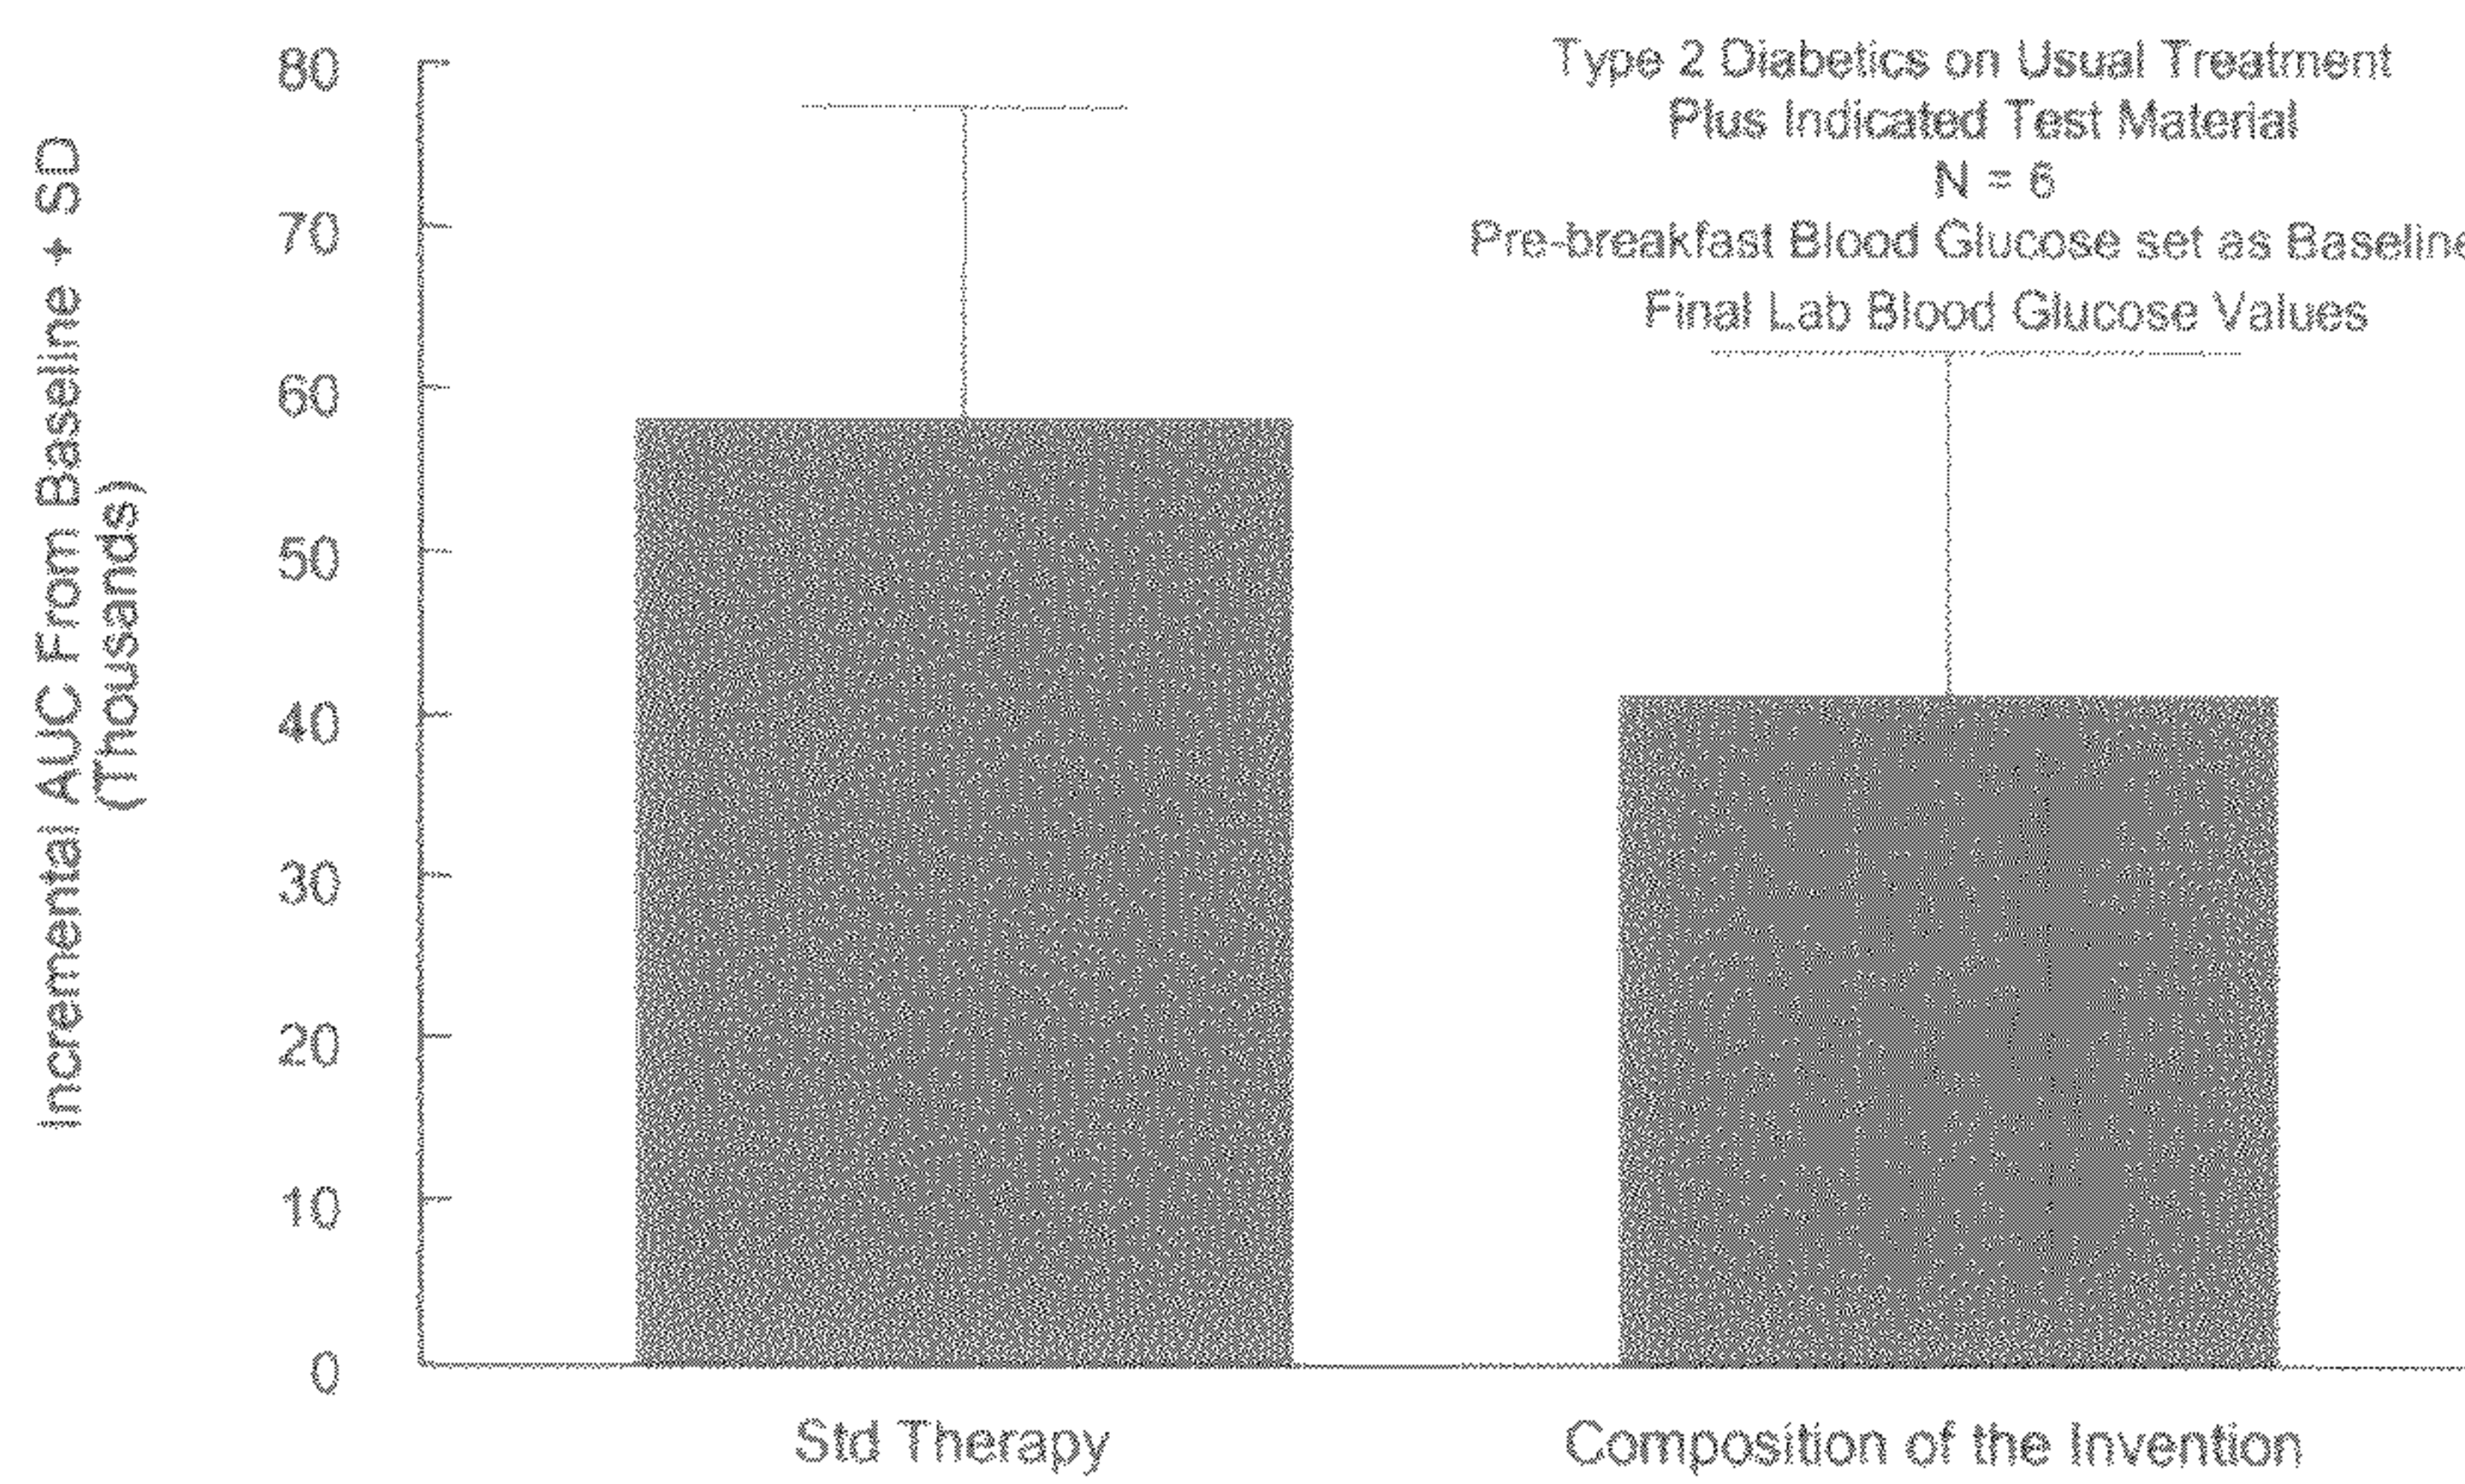 Type 2 Diabetics on Usual Treatment
Plus Indicated Test Material
N = 6
Pre-breakfast Blood Glucose set as Baseline
Final Lab Blood Glucose Values
Incremental AUC From Baseline + SD
(Thousands)
80
70
60
50
40
30
20
10
0
Std Therapy
Composition of the Invention